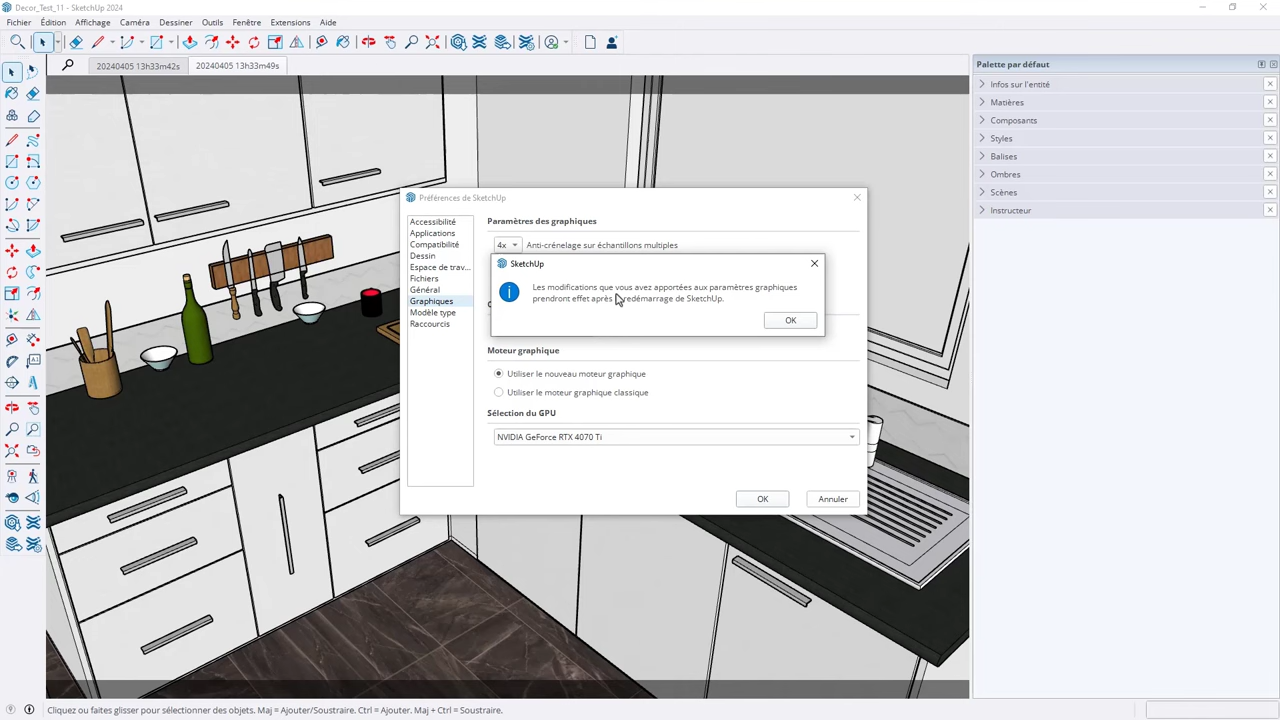 Decor_Test_11 - SketchUp 2024
Fichier Édition Affichage Caméra Dessiner Outils Fenêtre Extensions Aide
20240405 13h33m42s 20240405 13h33m49s
Palette par défaut
Infos sur l'entité
Matières
Composants
Styles
Balises
Ombres
Scènes
Instructeur
Préférences de SketchUp
Accessibilité
Applications
Compatibilité
Dessin
Espace de trav...
Fichiers
Général
Graphiques
Modèle type
Raccourcis
Paramètres des graphiques
4x Anti-crénelage sur échantillons multiples
SketchUp
Les modifications que vous avez apportées aux paramètres graphiques
prendront effet après redémarrage de SketchUp.
OK
Moteur graphique
Utiliser le nouveau moteur graphique
Utiliser le moteur graphique classique
Sélection du GPU
NVIDIA GeForce RTX 4070 Ti
OK Annuler
Cliquez ou faites glisser pour sélectionner des objets. Maj = Ajouter/Soustraire. Ctrl = Ajouter. Maj + Ctrl = Soustraire.